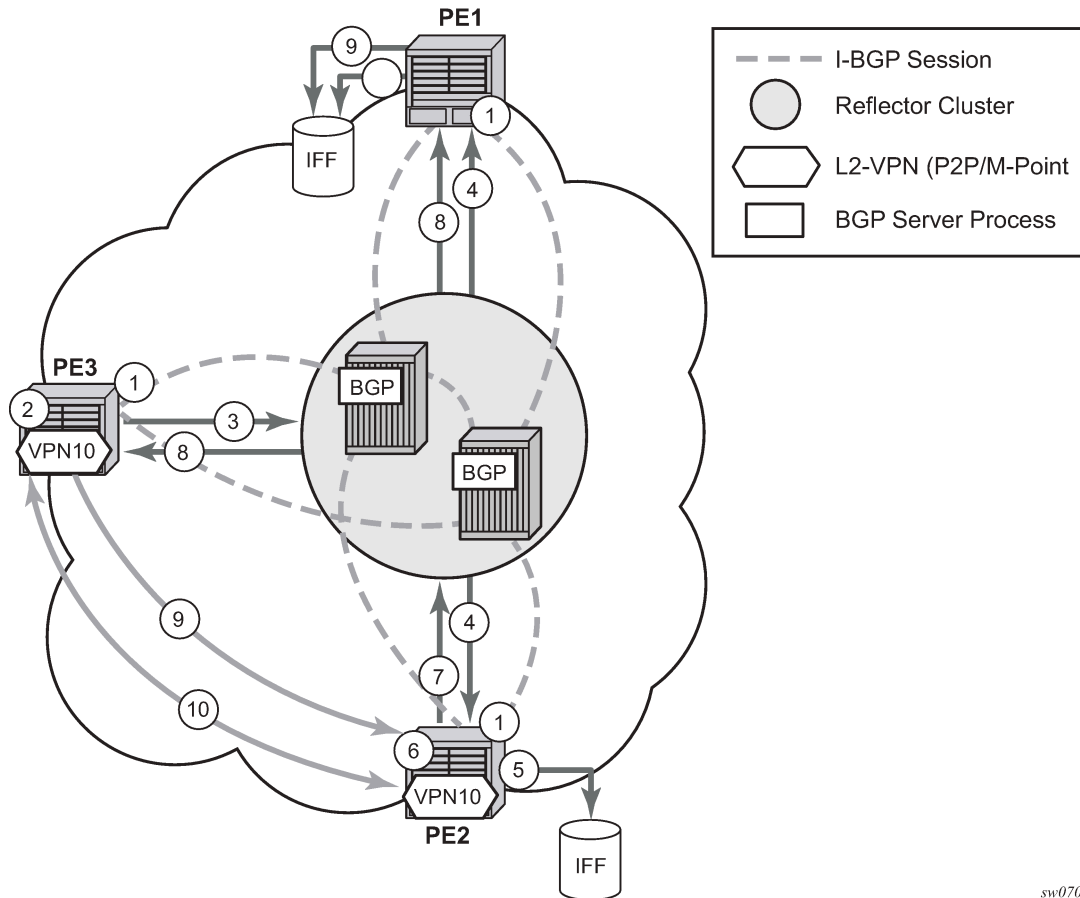 PE1
9
1
IFF
4
8
I-BGP Session
Reflector Cluster
L2-VPN (P2P/M-Point
BGP Server Process
PE3
1
2
3
VPN10
8
BGP
BGP
9
10
4
7
1
6
5
VPN10
PE2
IFF
sw070